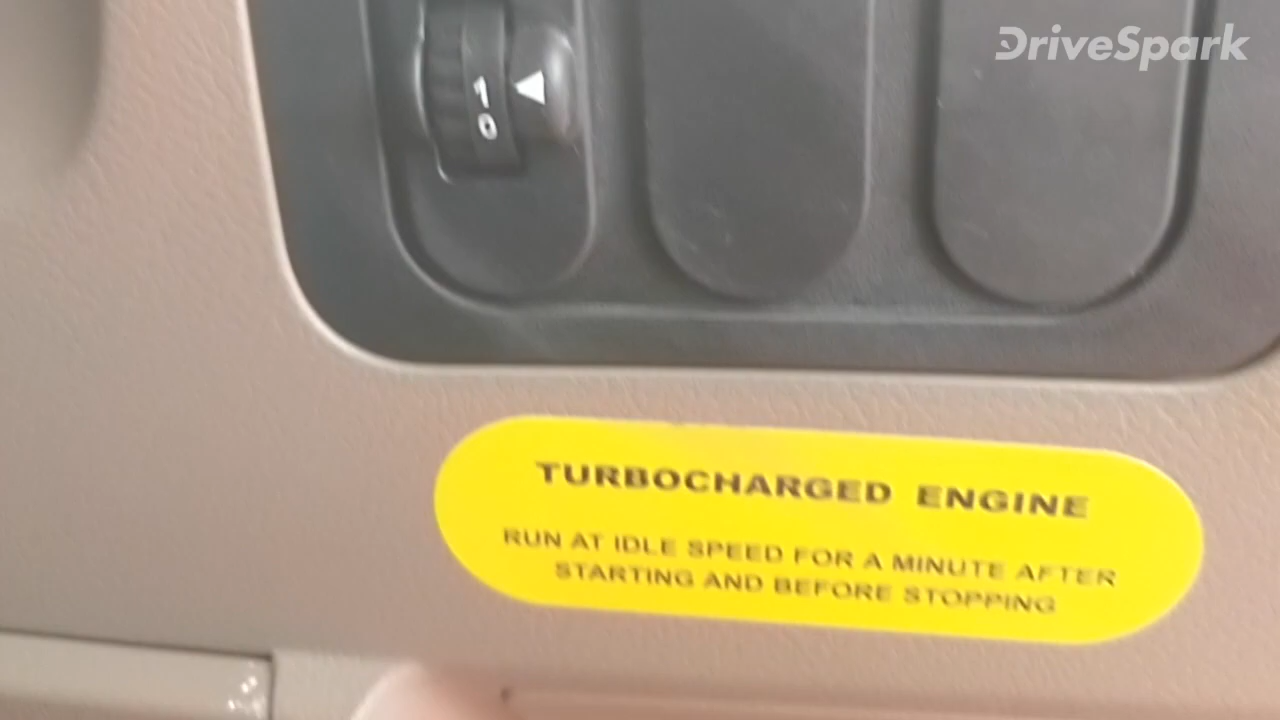 DriveSpark
1
0
TURBOCHARGED ENGINE
RUN AT IDLE SPEED FOR A MINUTE AFTER
STARTING AND BEFORE STOPPING